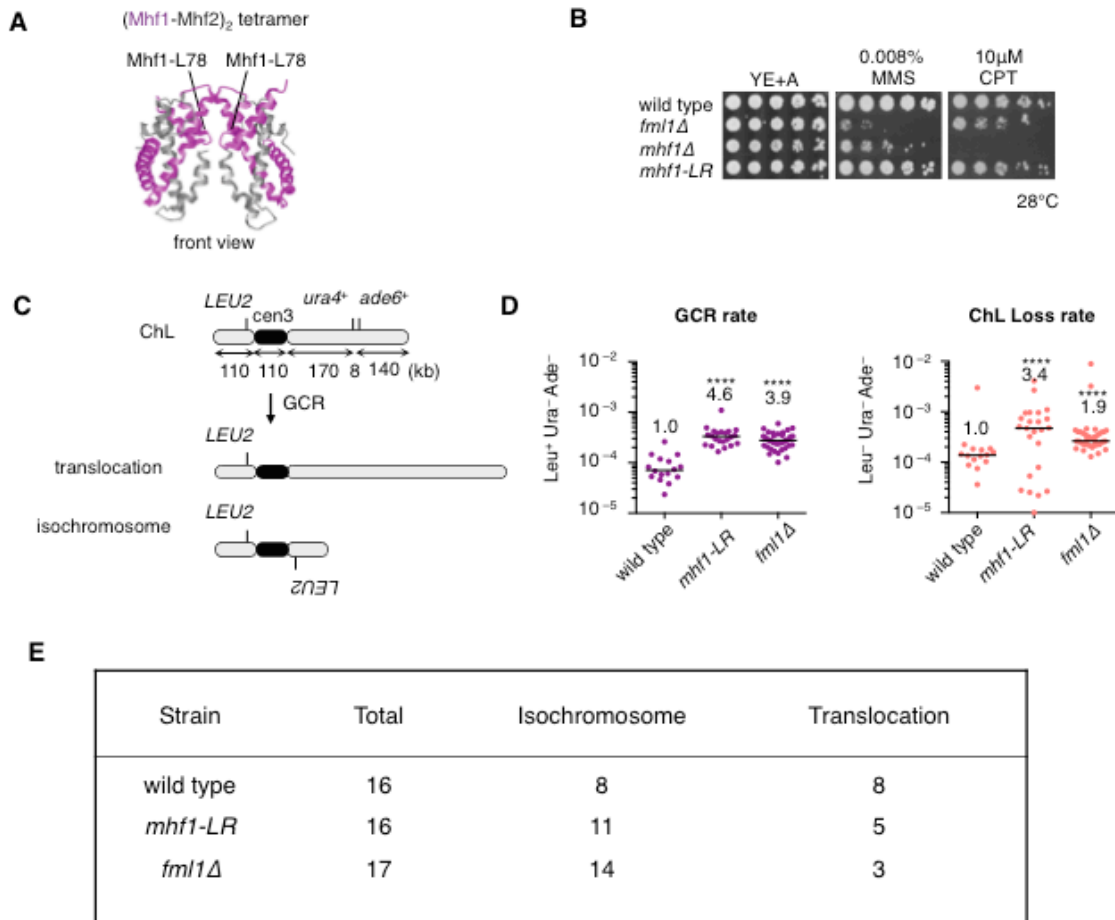 A
(Mhf1-Mhf2)₂ tetramer
Mhf1-L78 Mhf1-L78
front view
B
0.008% MMS
10μM CPT
YE+A
wild type
fml1Δ
mhf1Δ
mhf1-LR
28°C
C
LEU2 cen3 ura4⁺ ade6⁺
ChL
110 110 170 8 140 (kb)
GCR
LEU2
translocation
LEU2
isochromosome
LEU2
D
GCR rate
Leu⁺ Ura⁻ Ade⁻
10⁻²
10⁻³
10⁻⁴
10⁻⁵
1.0
****
4.6
****
3.9
wild type
mhf1-LR
fml1Δ
ChL Loss rate
Leu⁻ Ura⁻ Ade⁻
10⁻²
10⁻³
10⁻⁴
10⁻⁵
1.0
****
3.4
****
1.9
wild type
mhf1-LR
fml1Δ
E
Strain Total Isochromosome Translocation
wild type 16 8 8
mhf1-LR 16 11 5
fml1Δ 17 14 3